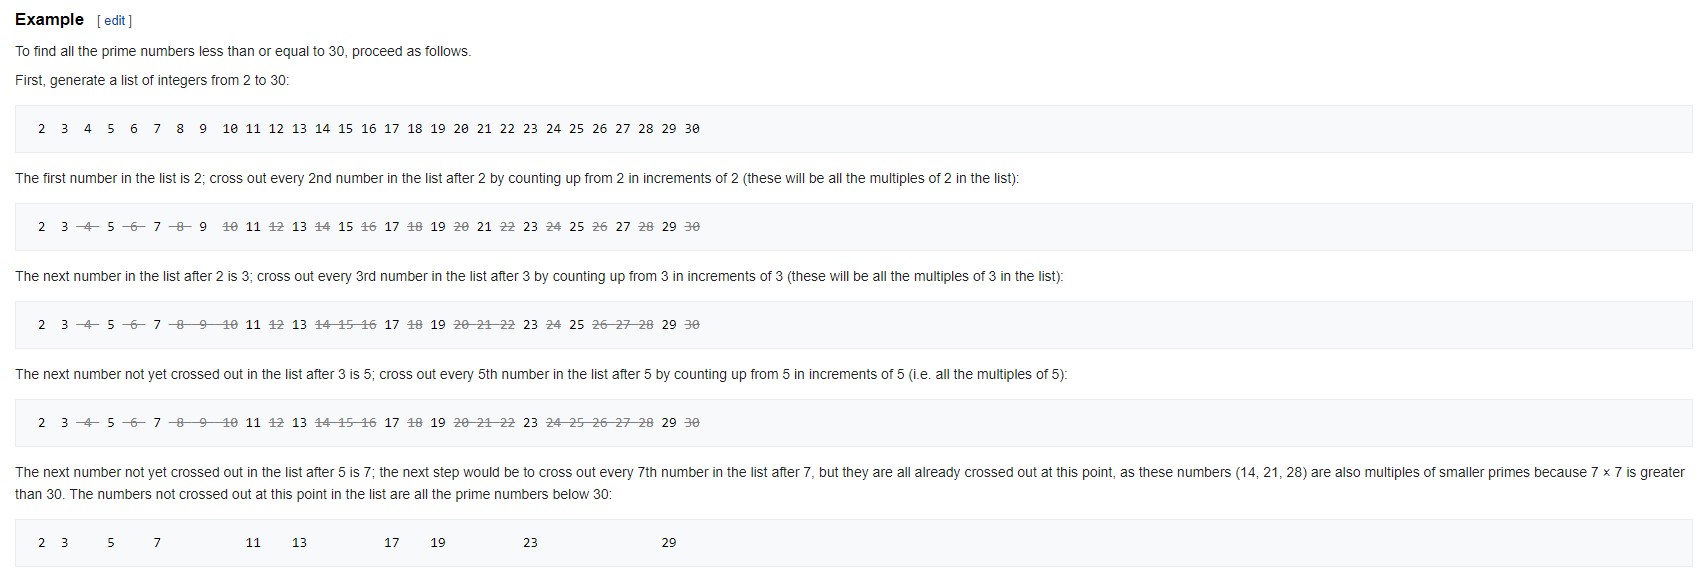 Example [ edit ]
To find all the prime numbers less than or equal to 30, proceed as follows.
First, generate a list of integers from 2 to 30:
2 3 4 5 6 7 8 9 10 11 12 13 14 15 16 17 18 19 20 21 22 23 24 25 26 27 28 29 30
The first number in the list is 2; cross out every 2nd number in the list after 2 by counting up from 2 in increments of 2 (these will be all the multiples of 2 in the list):
2 3 4 5 6 7 8 9 10 11 12 13 14 15 16 17 18 19 20 21 22 23 24 25 26 27 28 29 30
The next number in the list after 2 is 3; cross out every 3rd number in the list after 3 by counting up from 3 in increments of 3 (these will be all the multiples of 3 in the list):
2 3 4 5 6 7 8 9 10 11 12 13 14 15 16 17 18 19 20 21 22 23 24 25 26 27 28 29 30
The next number not yet crossed out in the list after 3 is 5; cross out every 5th number in the list after 5 by counting up from 5 in increments of 5 (i.e. all the multiples of 5):
2 3 4 5 6 7 8 9 10 11 12 13 14 15 16 17 18 19 20 21 22 23 24 25 26 27 28 29 30
The next number not yet crossed out in the list after 5 is 7; the next step would be to cross out every 7th number in the list after 7, but they are all already crossed out at this point, as these numbers (14, 21, 28) are also multiples of smaller primes because 7 × 7 is greater
than 30. The numbers not crossed out at this point in the list are all the prime numbers below 30:
2 3 5 7 11 13 17 19 23 29